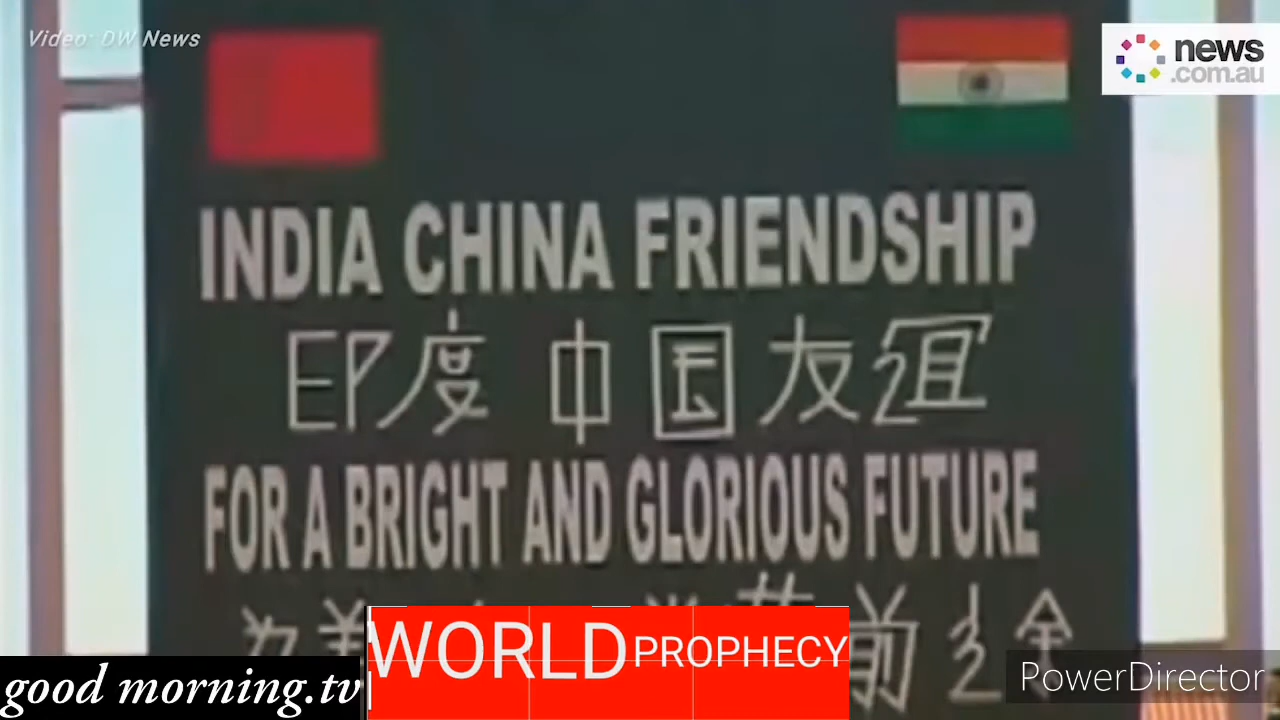 Video: DW News
news
.com.au
INDIA CHINA FRIENDSHIP
印度 中国友谊
FOR A BRIGHT AND GLORIOUS FUTURE
前
WORLD PROPHECY
good morning.tv
PowerDirector